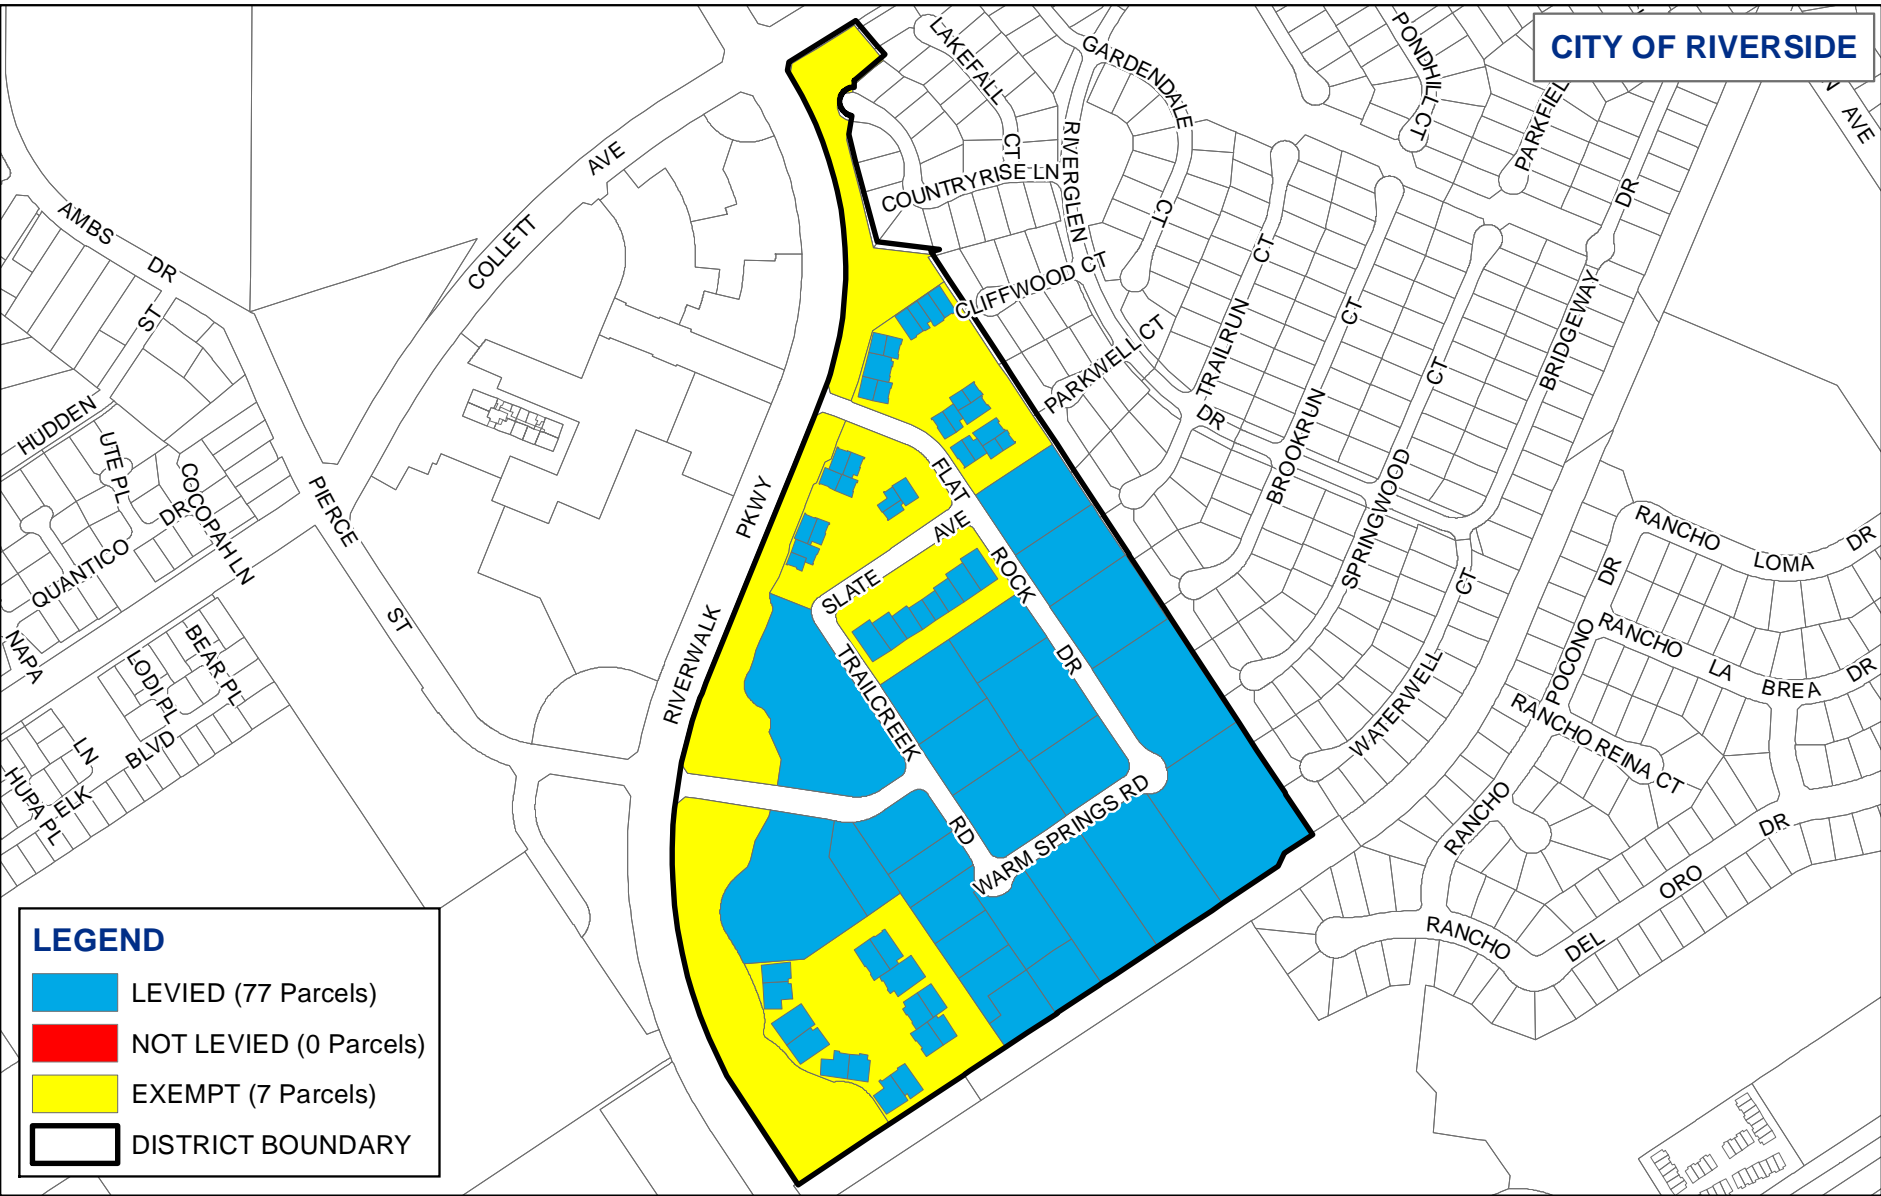 CITY OF RIVERSIDE
LAKEFALL CT
GARDENDALE CT
PONDHILL CT
PARKFIEL
N AVE
COUNTRYRISE LN
RIVERGLEN DR
AVE
COLLETT
AMBS DR
ST
CLIFFWOOD CT
PARKWELL CT
TRAILRUN CT
BROOKRUN CT
SPRINGWOOD CT
BRIDGEWAY DR
WATERWELL CT
HUDDEN
UTE PL
COCOPAH LN
QUANTICO DR
PIERCE ST
NAPA
LODI PL
BEAR PL
HUPA PL
LN
ELK BLVD
RIVERWALK PKWY
FLAT ROCK DR
SLATE AVE
TRAILCREEK RD
WARM SPRINGS RD
RANCHO LOMA DR
POCONO DR
RANCHO LA BREA DR
RANCHO REINA CT
RANCHO
RANCHO DEL ORO DR
LEGEND
LEVIED (77 Parcels)
NOT LEVIED (0 Parcels)
EXEMPT (7 Parcels)
DISTRICT BOUNDARY